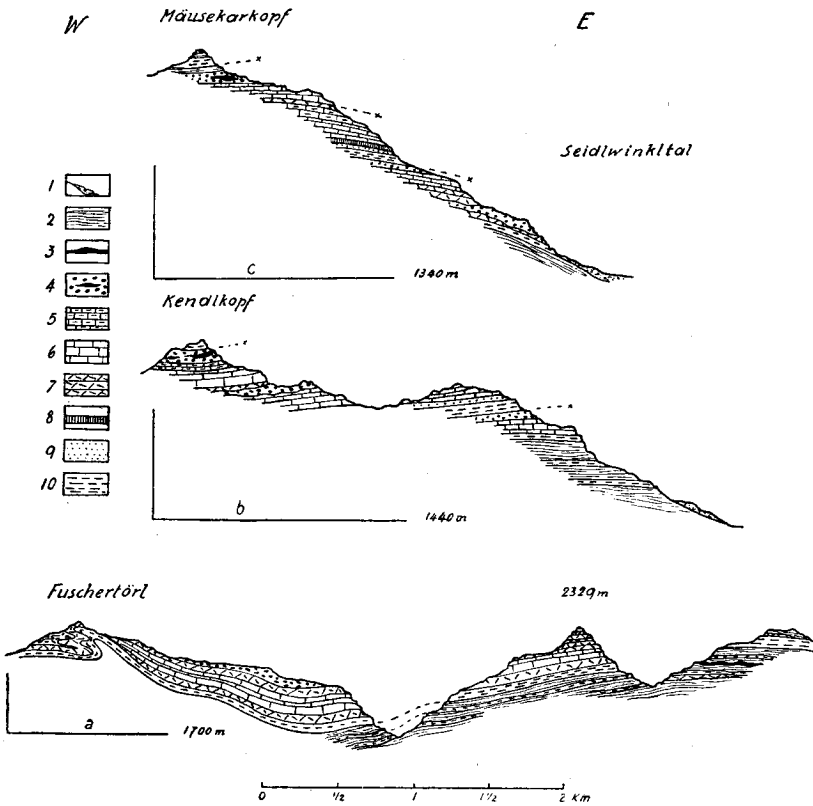 W Mäusekarkopf E
Seidlwinkltal
1
2
3
4
5
6
7
8
9
10
c 1340 m
Kendlkopf
b 1440 m
Fuschertörl 2329 m
a 1700 m
0 1/2 1 1 1/2 2 Km